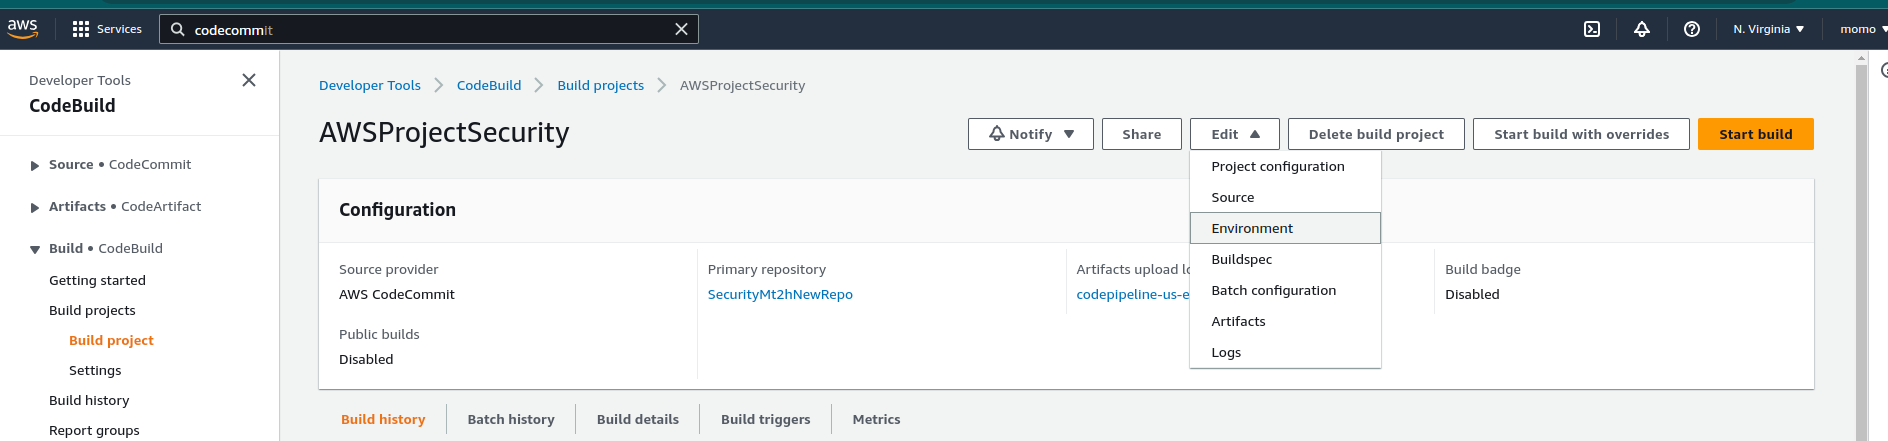 aws
Services
codecommit
N. Virginia
momo
Developer Tools
CodeBuild
Source • CodeCommit
Artifacts • CodeArtifact
Build • CodeBuild
Getting started
Build projects
Build project
Settings
Build history
Report groups
Developer Tools
CodeBuild
Build projects
AWSProjectSecurity
AWSProjectSecurity
Notify
Share
Edit
Delete build project
Start build with overrides
Start build
Project configuration
Source
Environment
Buildspec
Batch configuration
Artifacts
Logs
Configuration
Source provider
AWS CodeCommit
Primary repository
SecurityMt2hNewRepo
Artifacts upload lo
codepipeline-us-e
Build badge
Disabled
Public builds
Disabled
Build history
Batch history
Build details
Build triggers
Metrics